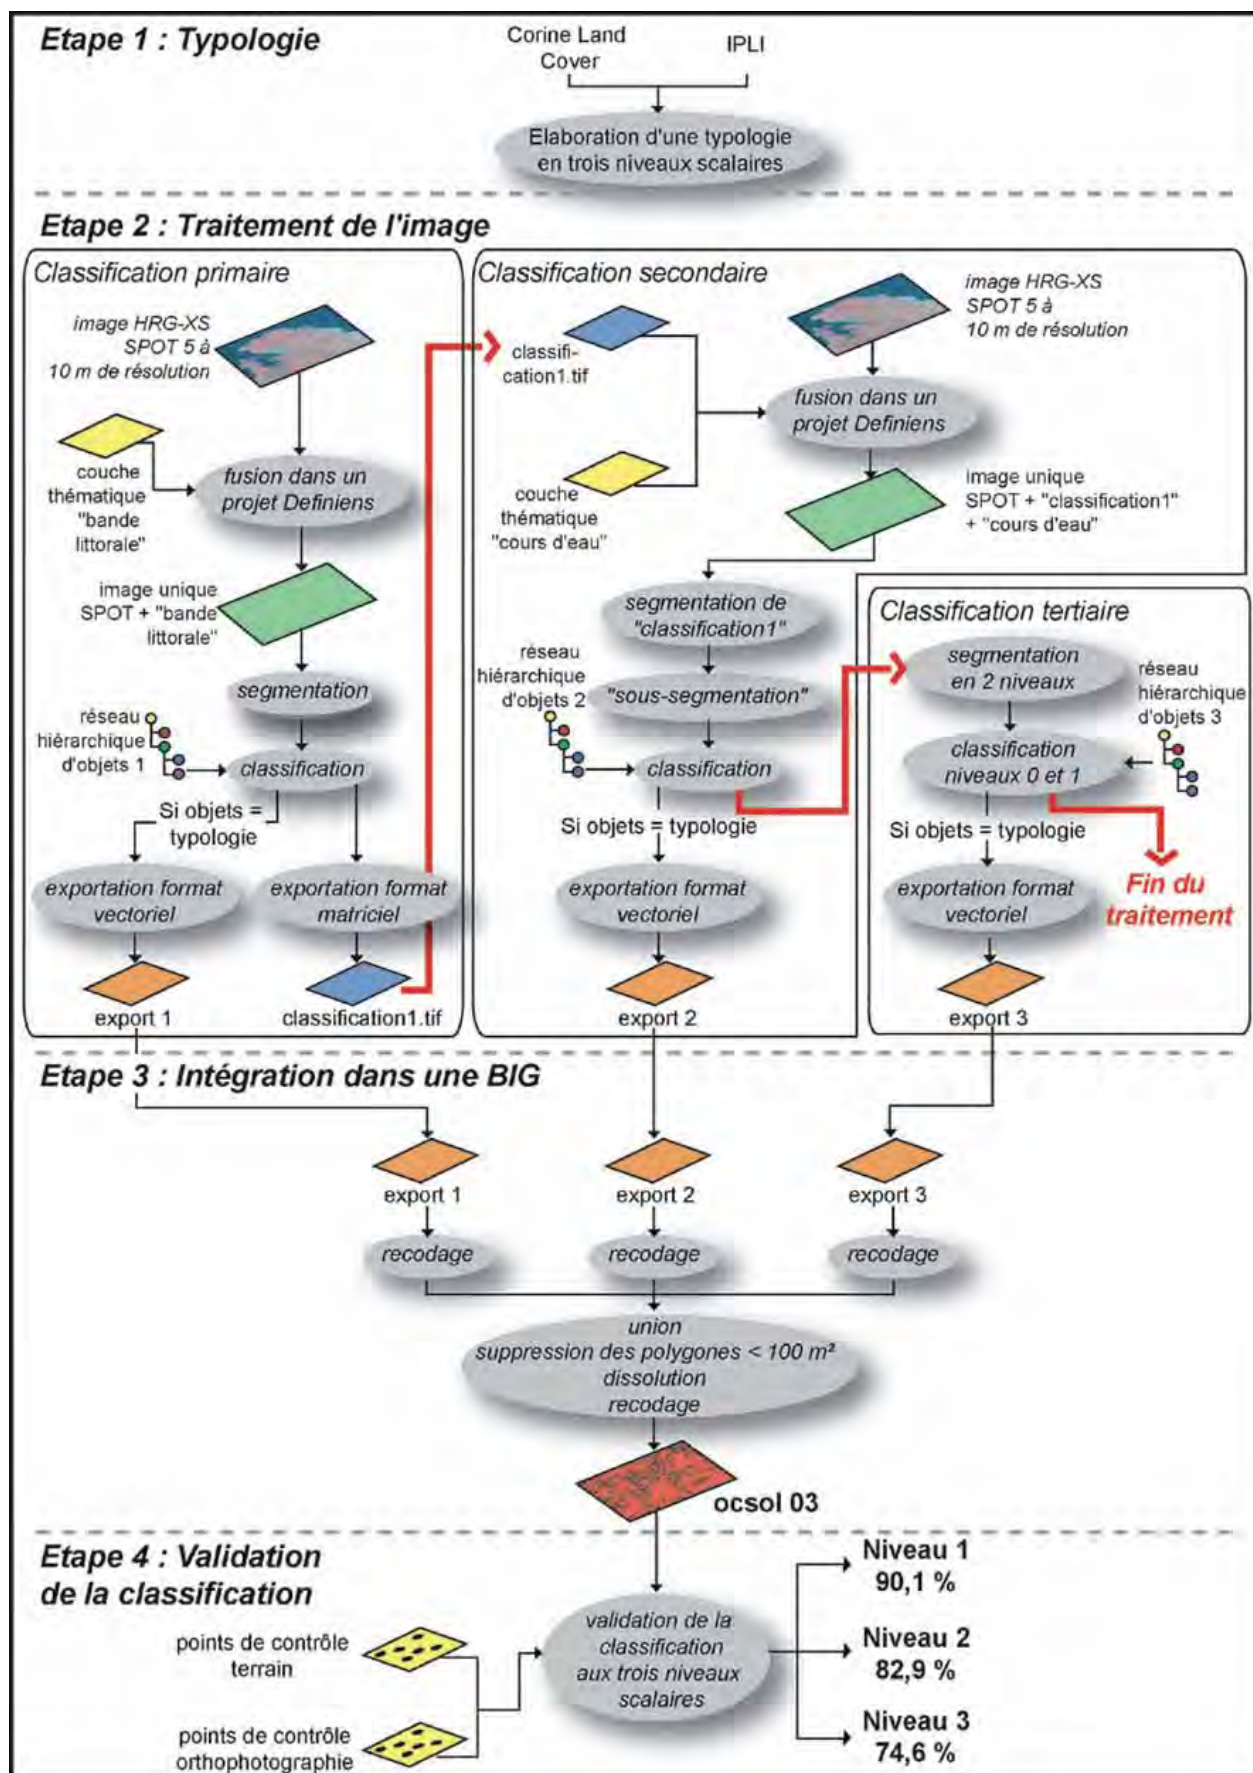 Etape 1 : Typologie
Corine Land
Cover
IPLI
Elaboration d'une typologie
en trois niveaux scalaires
Etape 2 : Traitement de l'image
Classification primaire
image HRG-XS
SPOT 5 à
10 m de résolution
couche
thématique
"bande
littorale"
fusion dans un
projet Definiens
image unique
SPOT + "bande
littorale"
segmentation
réseau
hiérarchique
d'objets 1
classification
Si objets =
typologie
exportation format
vectoriel
exportation format
matriciel
export 1
classification1.tif
Classification secondaire
classifi-
cation1.tif
image HRG-XS
SPOT 5 à
10 m de résolution
fusion dans un
projet Definiens
couche
thématique
"cours d'eau"
image unique
SPOT + "classification1"
+ "cours d'eau"
segmentation de
"classification1"
réseau
hiérarchique
d'objets 2
"sous-segmentation"
classification
Si objets = typologie
exportation format
vectoriel
export 2
Classification tertiaire
segmentation
en 2 niveaux
réseau
hiérarchique
d'objets 3
classification
niveaux 0 et 1
Si objets = typologie
exportation format
vectoriel
Fin du
traitement
export 3
Etape 3 : Intégration dans une BIG
export 1
export 2
export 3
recodage
recodage
recodage
union
suppression des polygones < 100 m²
dissolution
recodage
ocsol 03
Etape 4 : Validation
de la classification
points de contrôle
terrain
points de contrôle
orthophotographie
validation de la
classification
aux trois niveaux
scalaires
Niveau 1
90,1 %
Niveau 2
82,9 %
Niveau 3
74,6 %